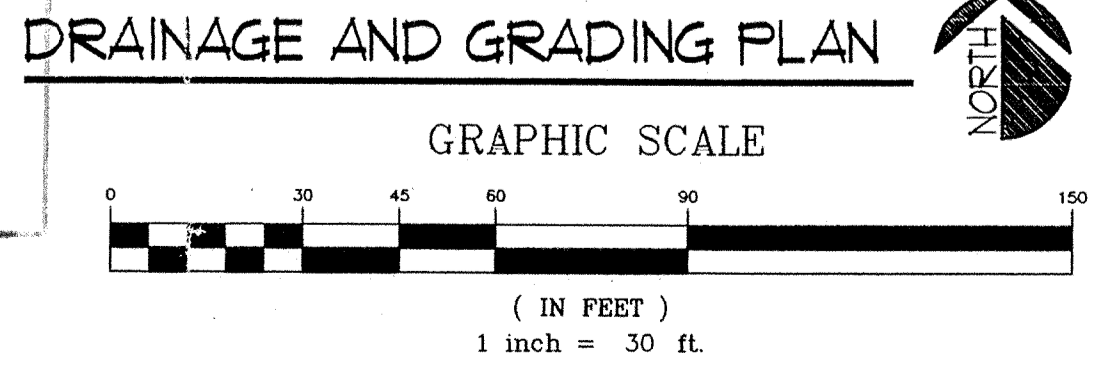 DRAINAGE AND GRADING PLAN
NORTH
GRAPHIC SCALE
0 30 45 60 90 150
( IN FEET )
1 inch = 30 ft.